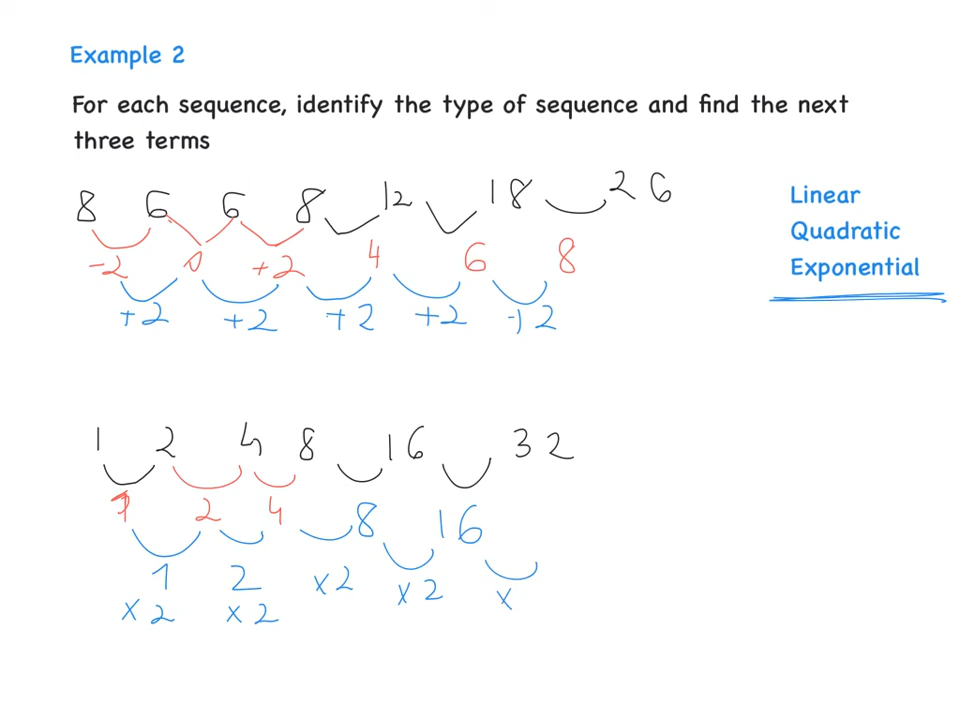 Example 2
For each sequence, identify the type of sequence and find the next
three terms
8 6 6 8 12 18 26
Linear
Quadratic
Exponential
-2 0 +2 4 6 8
+2 +2 +2 +2 +2
1 2 4 8 16 32
1 2 4 8 16
1 2 x2 x2 x
x2 x2